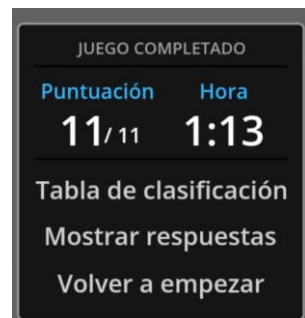 JUEGO COMPLETADO
Puntuación Hora
11/ 11 1:13
Tabla de clasificación
Mostrar respuestas
Volver a empezar